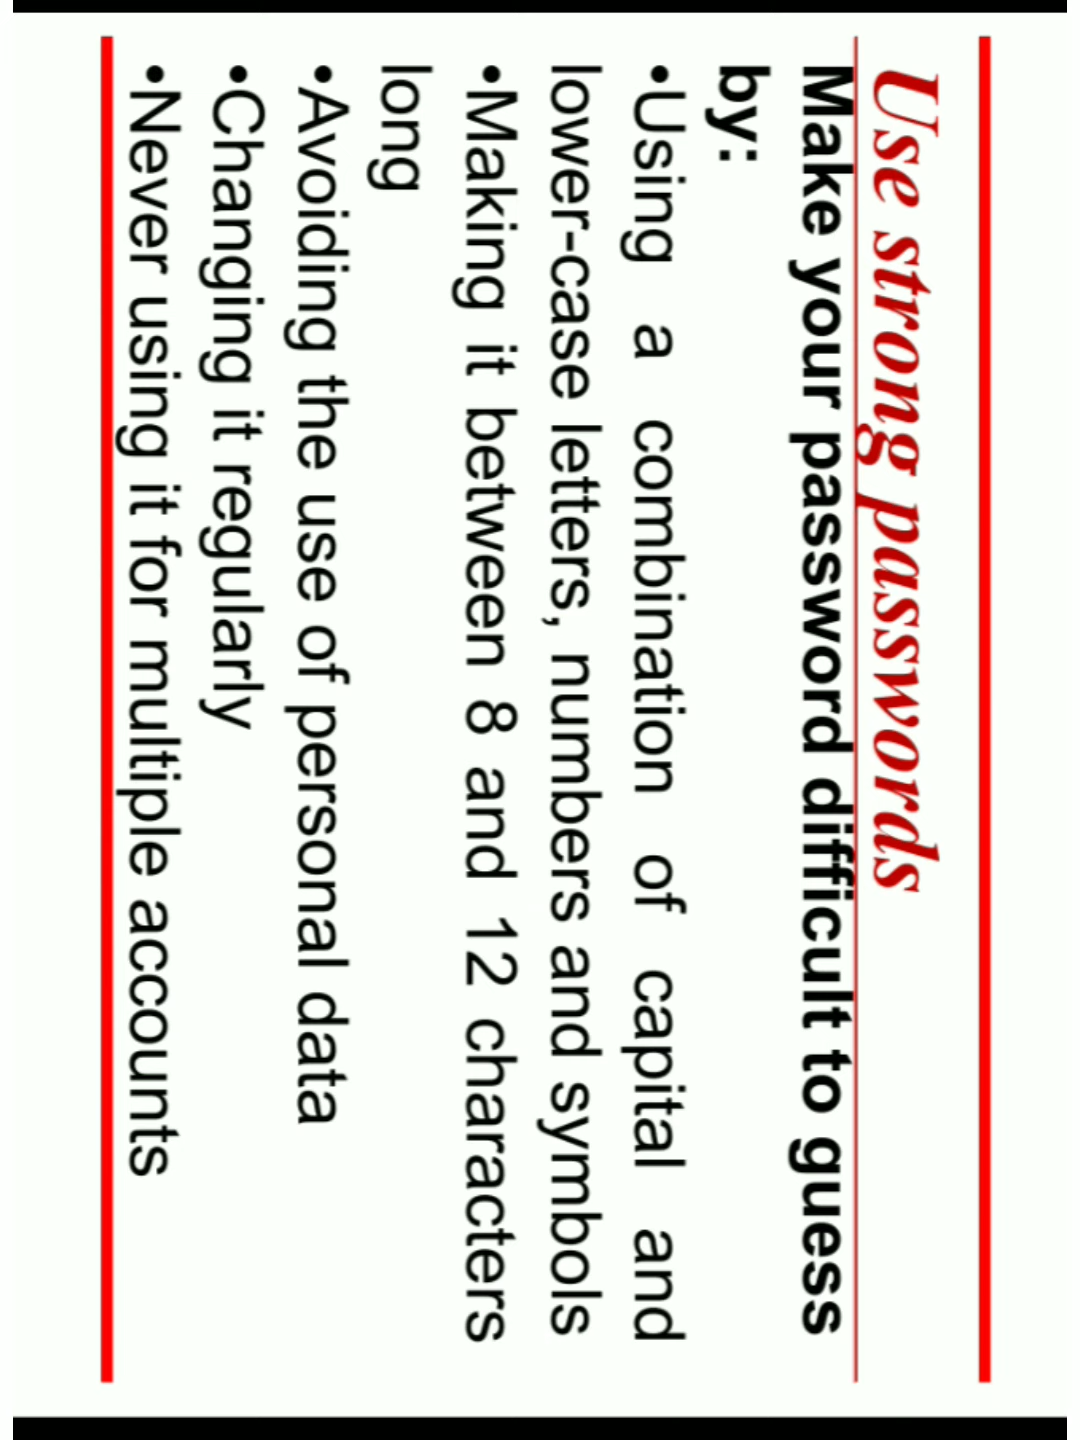 Use strong passwords
Make your password difficult to guess
by:
•Using a combination of capital and
lower-case letters, numbers and symbols
•Making it between 8 and 12 characters
long
•Avoiding the use of personal data
•Changing it regularly
•Never using it for multiple accounts